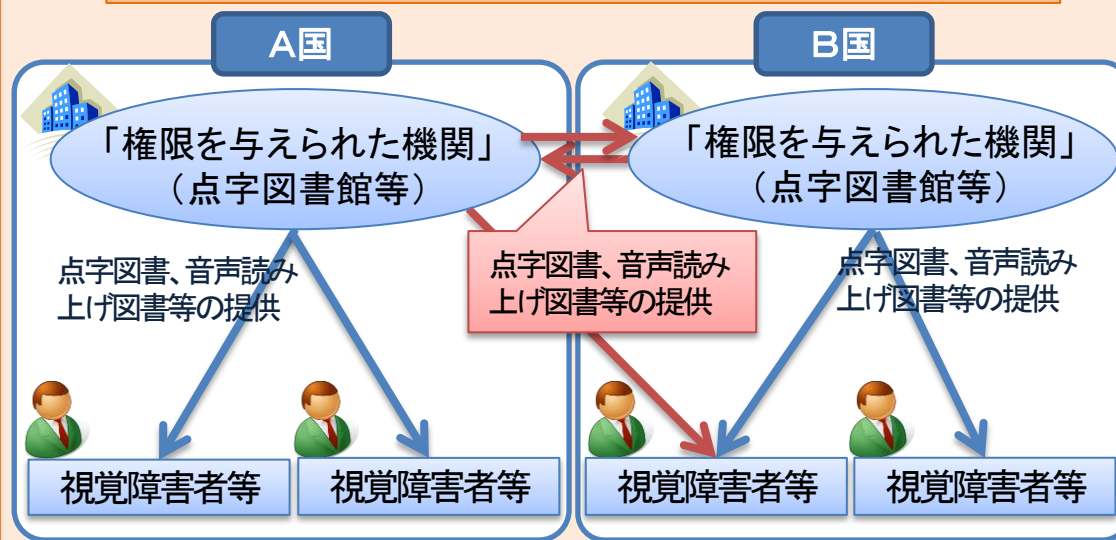 A国
「権限を与えられた機関」
（点字図書館等）
点字図書、音声読み
上げ図書等の提供
視覚障害者等
視覚障害者等
点字図書、音声読み
上げ図書等の提供
B国
「権限を与えられた機関」
（点字図書館等）
点字図書、音声読み
上げ図書等の提供
視覚障害者等
視覚障害者等